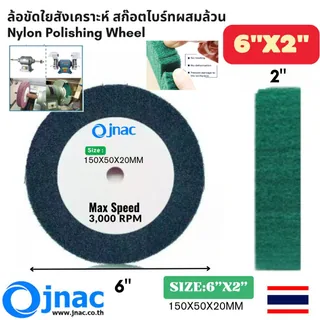 ล้อขัดใยสังเคราะห์ สก๊อตไบร์ทผสมล้วน
Nylon Polishing Wheel
6"X2"
2"
jnac
Size :
150X50X20MM
Max Speed
3,000 RPM
6"
jnac
www.jnac.co.th
SIZE:6”X2”
150X50X20MM